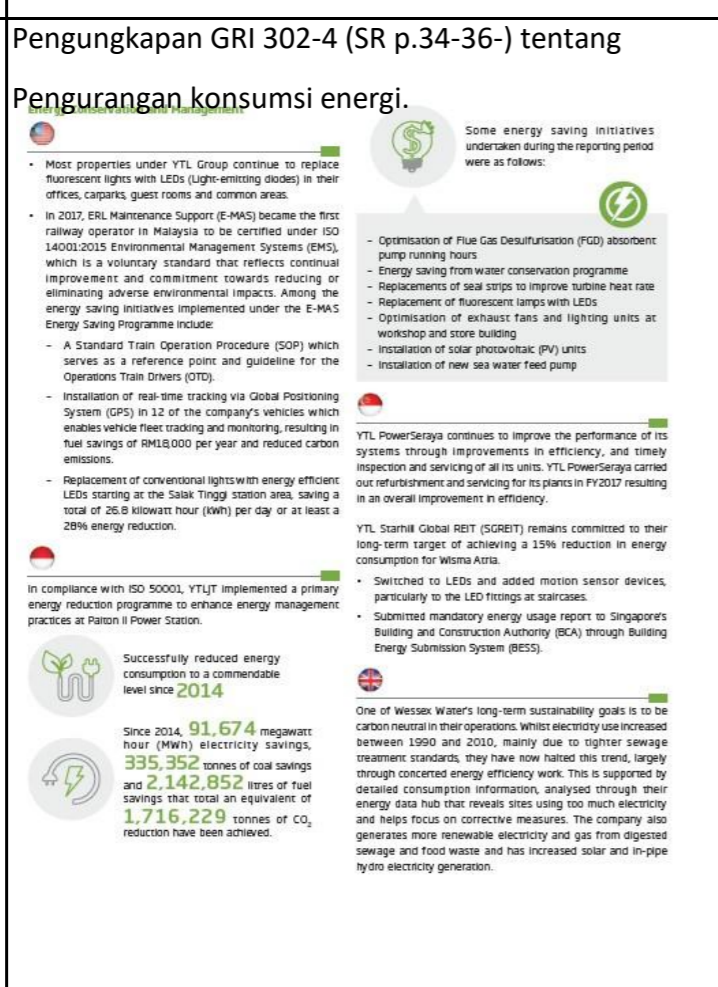 Pengungkapan GRI 302-4 (SR p.34-36-) tentang
Pengurangan konsumsi energi.
Energy Conservation and Management
• Most properties under YTL Group continue to replace
fluorescent lights with LEDs (Light-emitting diodes) in their
offices, carparks, guest rooms and common areas.
• In 2017, ERL Maintenance Support (E-MAS) became the first
railway operator in Malaysia to be certified under ISO
14001:2015 Environmental Management Systems (EMS),
which is a voluntary standard that reflects continual
improvement and commitment towards reducing or
eliminating adverse environmental impacts. Among the
energy saving initiatives implemented under the E-MAS
Energy Saving Programme include:
– A Standard Train Operation Procedure (SOP) which
serves as a reference point and guideline for the
Operations Train Drivers (OTD).
– Installation of real-time tracking via Global Positioning
System (GPS) in 12 of the company's vehicles which
enables vehicle fleet tracking and monitoring, resulting in
fuel savings of RM18,000 per year and reduced carbon
emissions.
– Replacement of conventional lights with energy efficient
LEDs starting at the Salak Tinggi station area, saving a
total of 26.8 kilowatt hour (kWh) per day or at least a
28% energy reduction.
In compliance with ISO 50001, YTLJT implemented a primary
energy reduction programme to enhance energy management
practices at Paiton II Power Station.
Successfully reduced energy
consumption to a commendable
level since 2014
Since 2014, 91,674 megawatt
hour (MWh) electricity savings,
335,352 tonnes of coal savings
and 2,142,852 litres of fuel
savings that total an equivalent of
1,716,229 tonnes of CO₂
reduction have been achieved.
Some energy saving initiatives
undertaken during the reporting period
were as follows:
– Optimisation of Flue Gas Desulfurisation (FGD) absorbent
pump running hours
– Energy saving from water conservation programme
– Replacements of seal strips to improve turbine heat rate
– Replacement of fluorescent lamps with LEDs
– Optimisation of exhaust fans and lighting units at
workshop and store building
– Installation of solar photovoltaic (PV) units
– Installation of new sea water feed pump
YTL PowerSeraya continues to improve the performance of its
systems through improvements in efficiency, and timely
inspection and servicing of all its units. YTL PowerSeraya carried
out refurbishment and servicing for its plants in FY2017 resulting
in an overall improvement in efficiency.
YTL Starhill Global REIT (SGREIT) remains committed to their
long-term target of achieving a 15% reduction in energy
consumption for Wisma Atria.
• Switched to LEDs and added motion sensor devices,
particularly to the LED fittings at staircases.
• Submitted mandatory energy usage report to Singapore's
Building and Construction Authority (BCA) through Building
Energy Submission System (BESS).
One of Wessex Water's long-term sustainability goals is to be
carbon neutral in their operations. Whilst electricity use increased
between 1990 and 2010, mainly due to tighter sewage
treatment standards, they have now halted this trend, largely
through concerted energy efficiency work. This is supported by
detailed consumption information, analysed through their
energy data hub that reveals sites using too much electricity
and helps focus on corrective measures. The company also
generates more renewable electricity and gas from digested
sewage and food waste and has increased solar and in-pipe
hydro electricity generation.